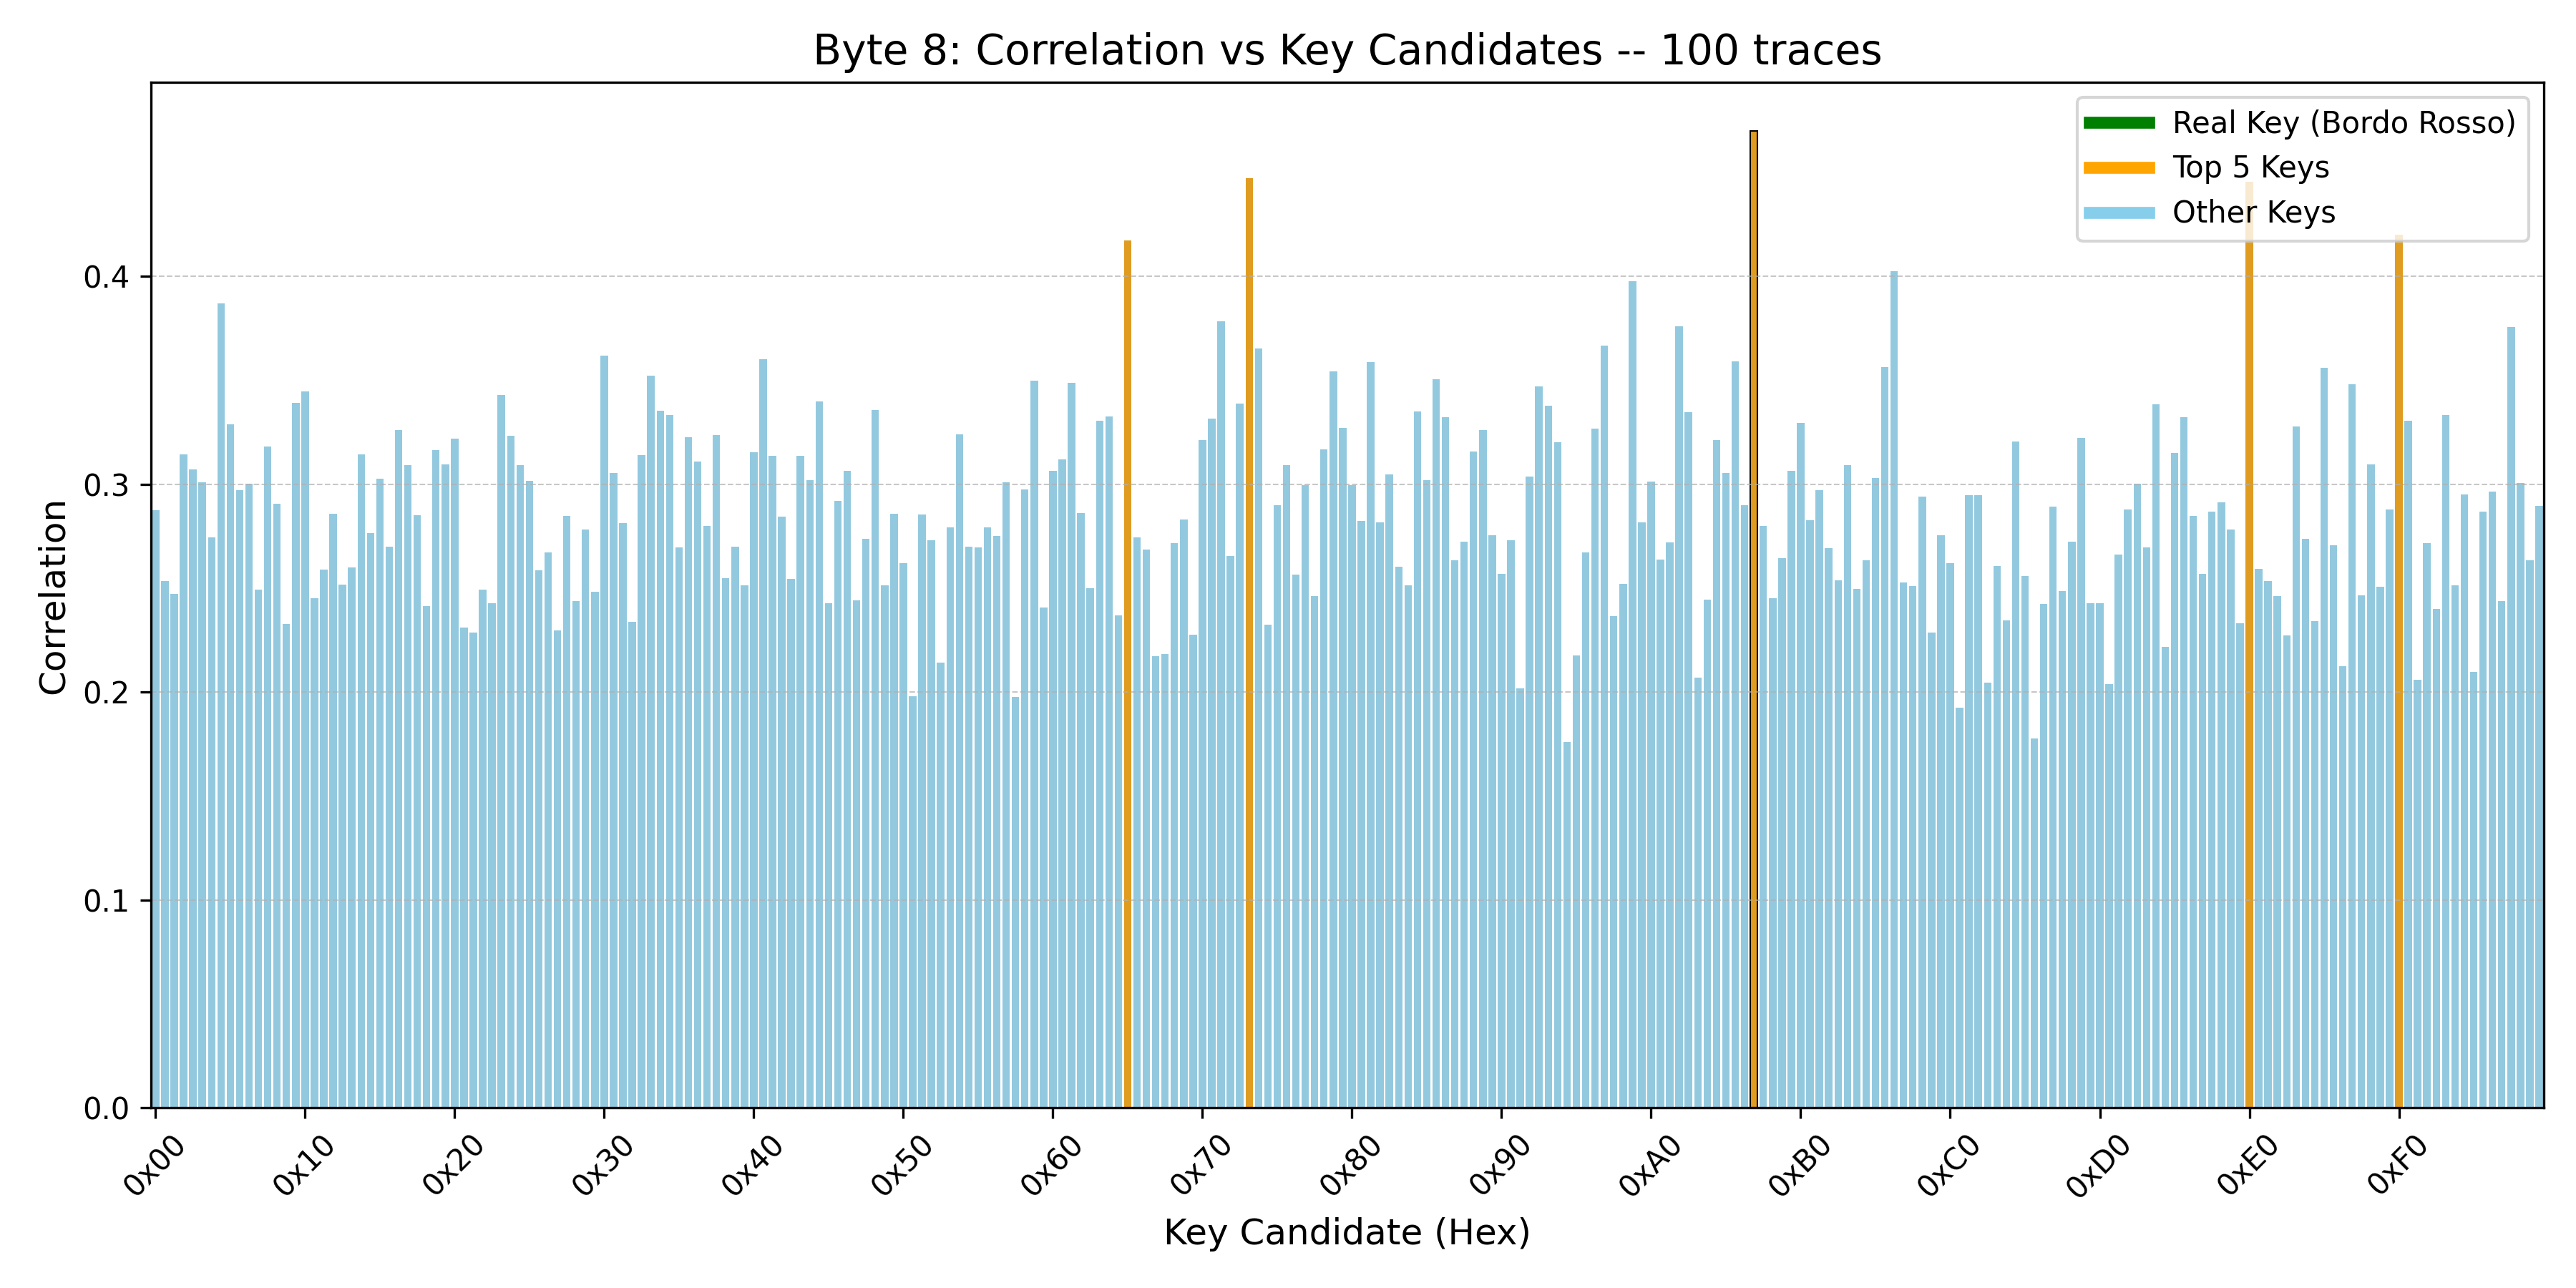 Byte 8: Correlation vs Key Candidates -- 100 traces
Real Key (Bordo Rosso)
Top 5 Keys
Other Keys
Correlation
0.4
0.3
0.2
0.1
0.0
0x00 0x10 0x20 0x30 0x40 0x50 0x60 0x70 0x80 0x90 0xA0 0xB0 0xC0 0xD0 0xE0 0xF0
Key Candidate (Hex)